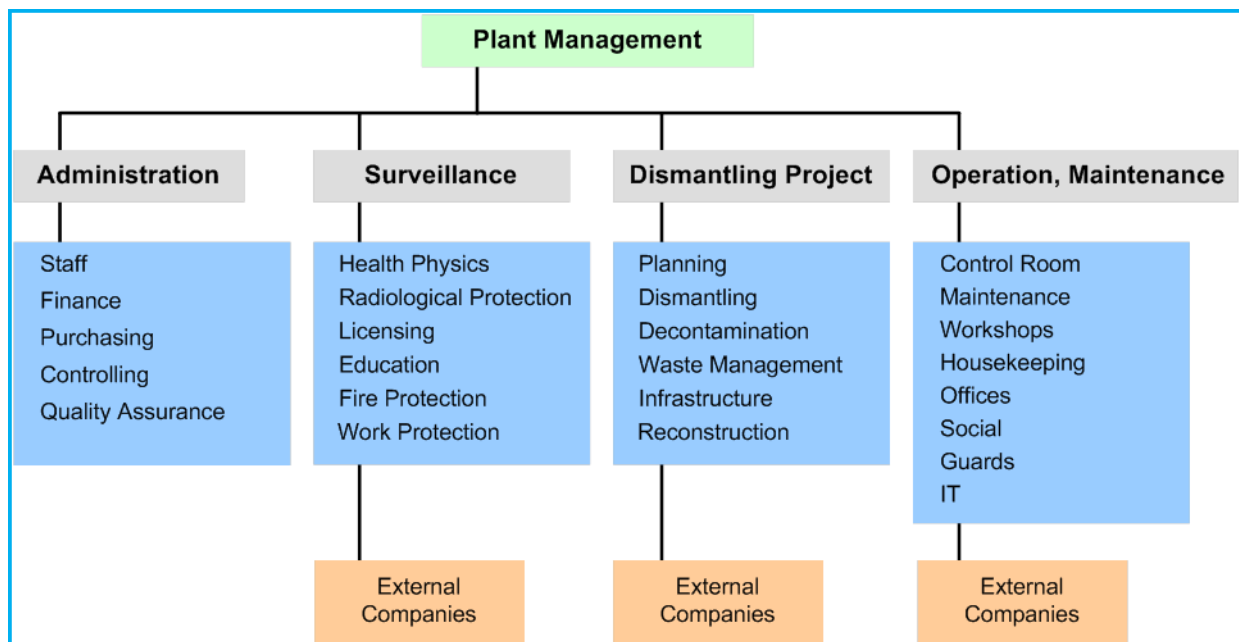 Plant Management
Administration
Surveillance
Dismantling Project
Operation, Maintenance
Staff
Finance
Purchasing
Controlling
Quality Assurance
Health Physics
Radiological Protection
Licensing
Education
Fire Protection
Work Protection
Planning
Dismantling
Decontamination
Waste Management
Infrastructure
Reconstruction
Control Room
Maintenance
Workshops
Housekeeping
Offices
Social
Guards
IT
External
Companies
External
Companies
External
Companies